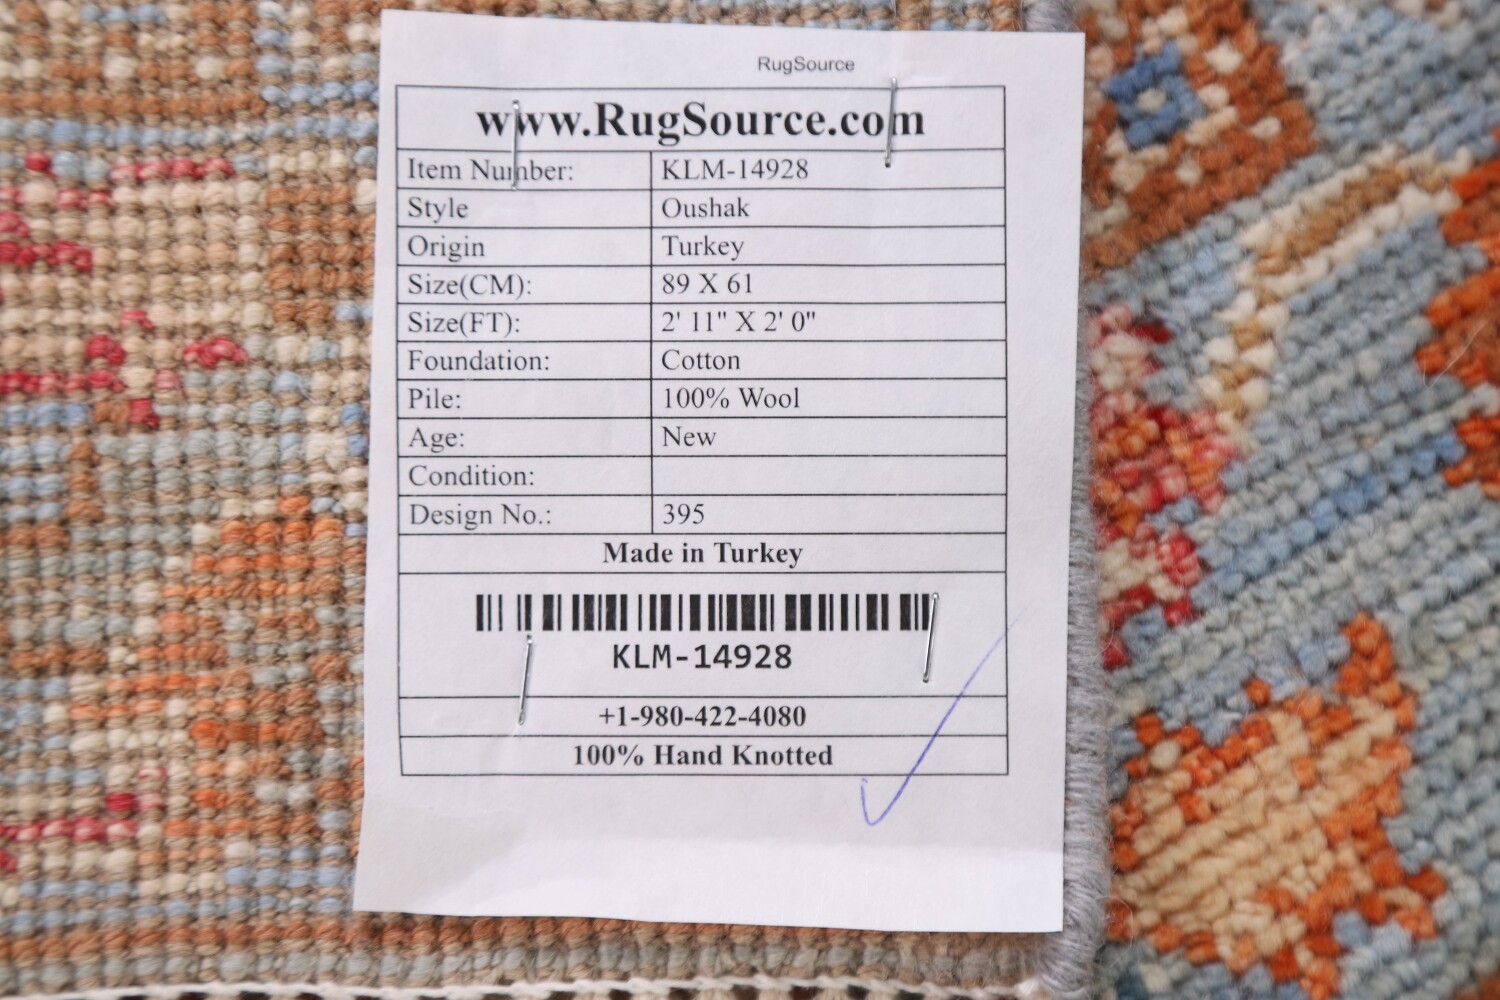 RugSource
www.RugSource.com
Item Number: KLM-14928
Style Oushak
Origin Turkey
Size(CM): 89 X 61
Size(FT): 2' 11" X 2' 0"
Foundation: Cotton
Pile: 100% Wool
Age: New
Condition:
Design No.: 395
Made in Turkey
KLM-14928
+1-980-422-4080
100% Hand Knotted